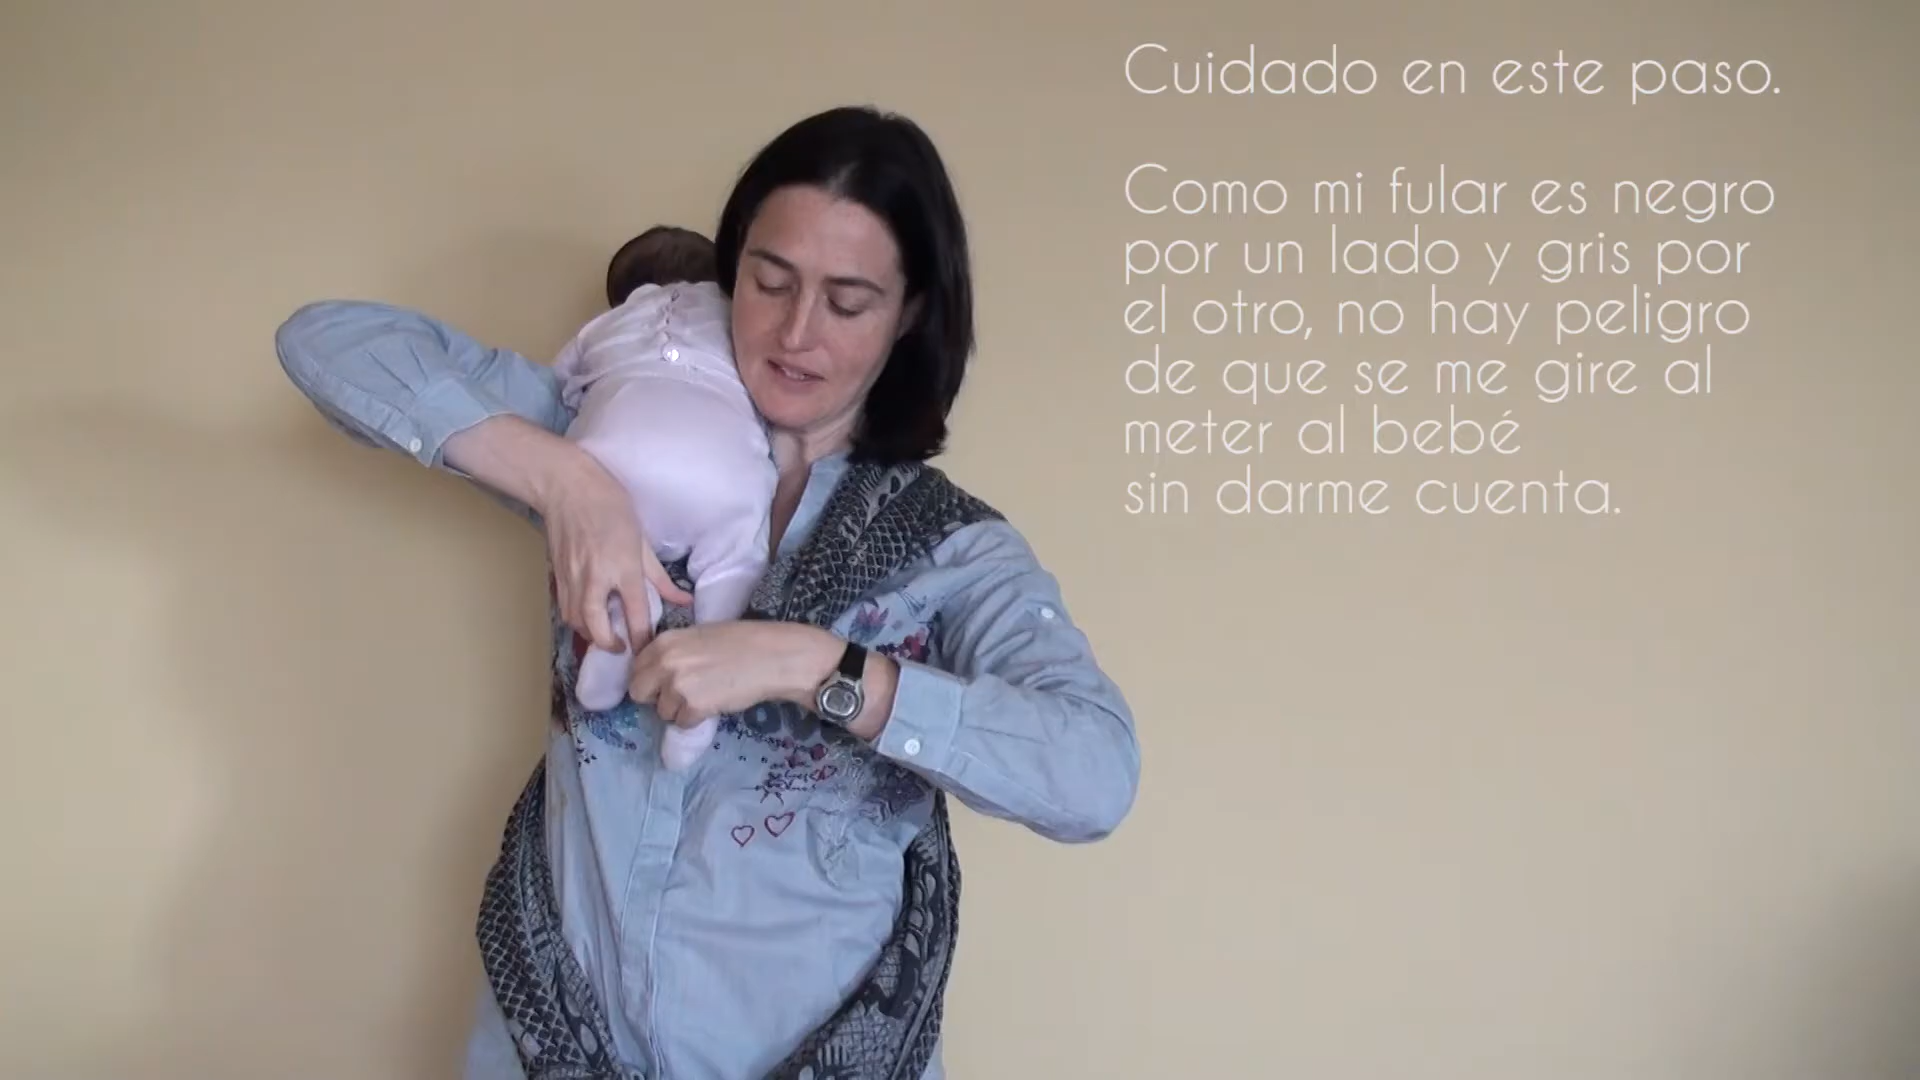 Cuidado en este paso.
Como mi fular es negro
por un lado y gris por
el otro, no hay peligro
de que se me gire al
meter al bebé
sin darme cuenta.